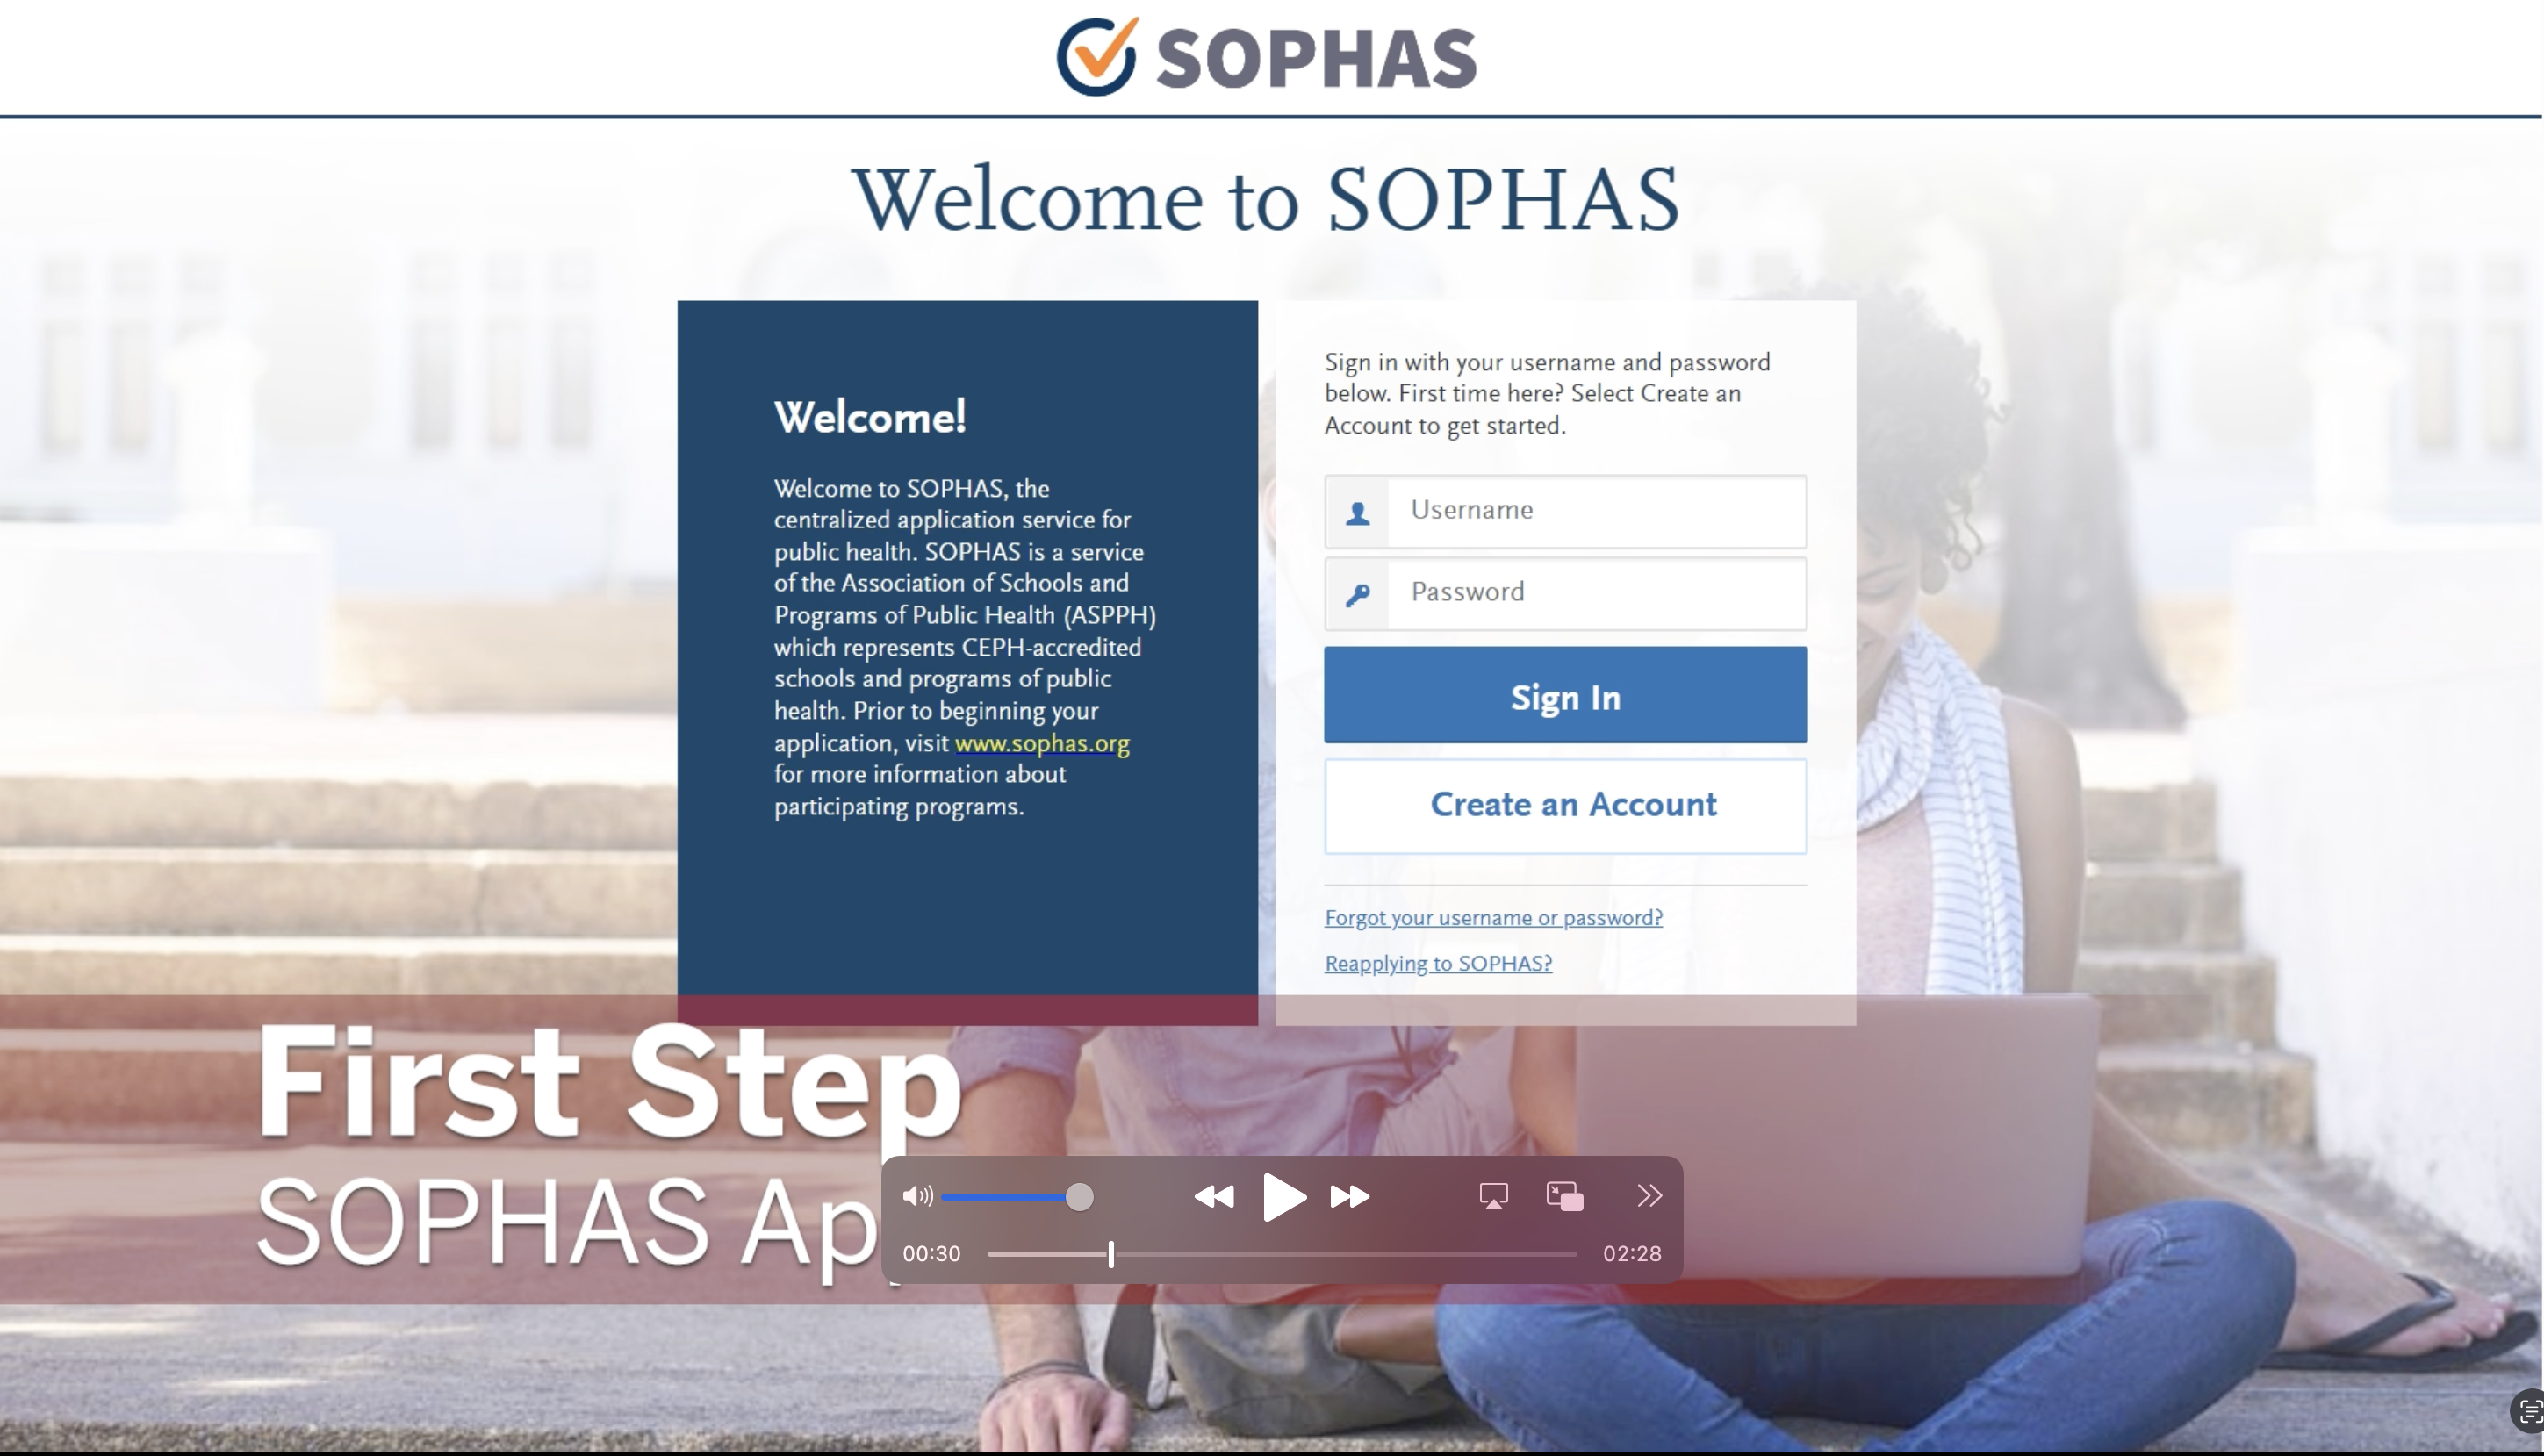 SOPHAS
Welcome to SOPHAS
Welcome!
Welcome to SOPHAS, the
centralized application service for
public health. SOPHAS is a service
of the Association of Schools and
Programs of Public Health (ASPPH)
which represents CEPH-accredited
schools and programs of public
health. Prior to beginning your
application, visit www.sophas.org
for more information about
participating programs.
Sign in with your username and password
below. First time here? Select Create an
Account to get started.
Username
Password
Sign In
Create an Account
Forgot your username or password?
Reapplying to SOPHAS?
First Step
SOPHAS
00:30
02:28